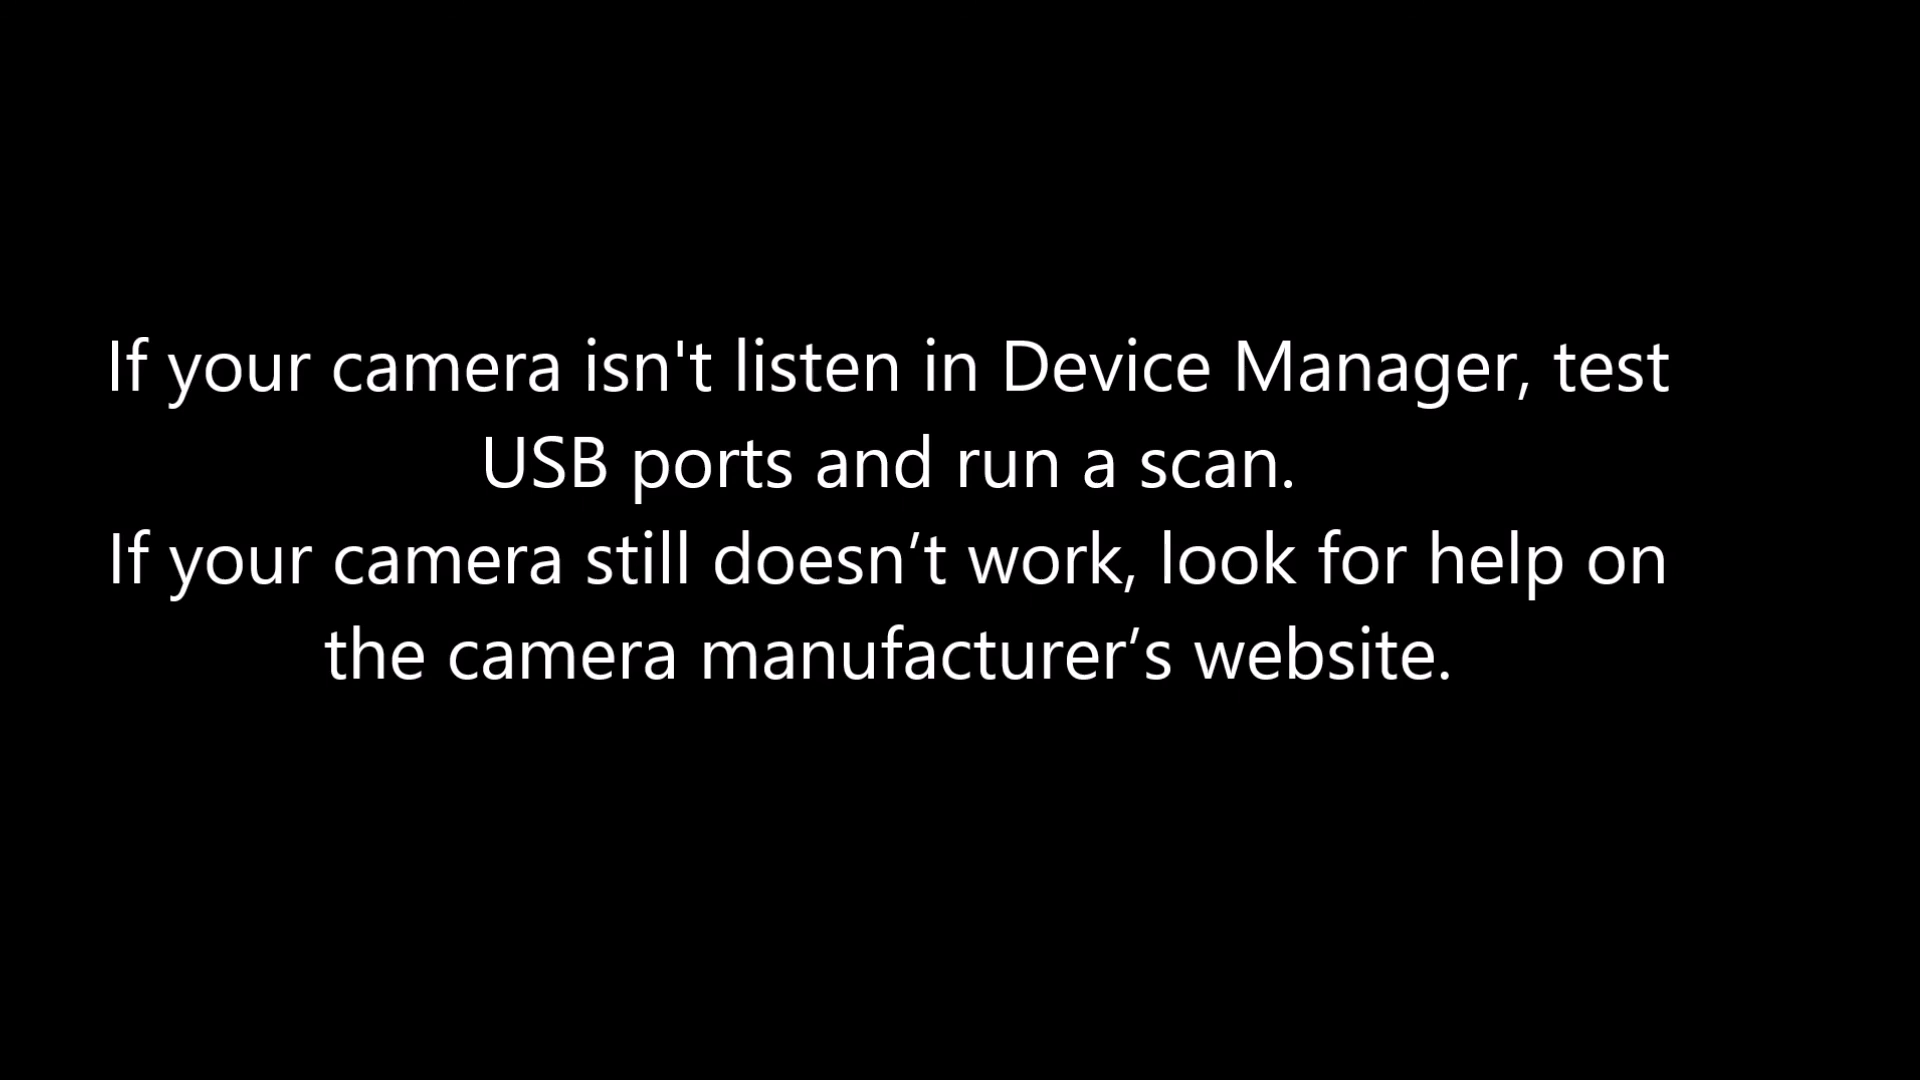 If your camera isn't listen in Device Manager, test
USB ports and run a scan.
If your camera still doesn’t work, look for help on
the camera manufacturer’s website.